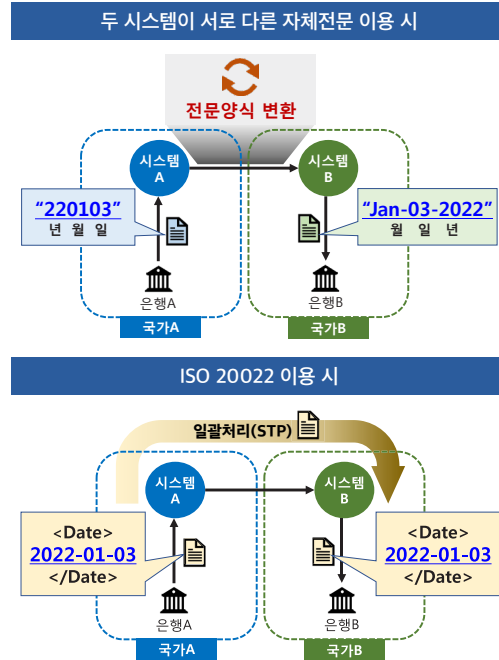 두 시스템이 서로 다른 자체전문 이용 시
전문양식 변환
시스템
A
시스템
B
“220103”
년 월 일
“Jan-03-2022”
월 일 년
은행A
은행B
국가A
국가B
ISO 20022 이용 시
일괄처리(STP)
시스템
A
시스템
B
<Date>
2022-01-03
</Date>
<Date>
2022-01-03
</Date>
은행A
은행B
국가A
국가B